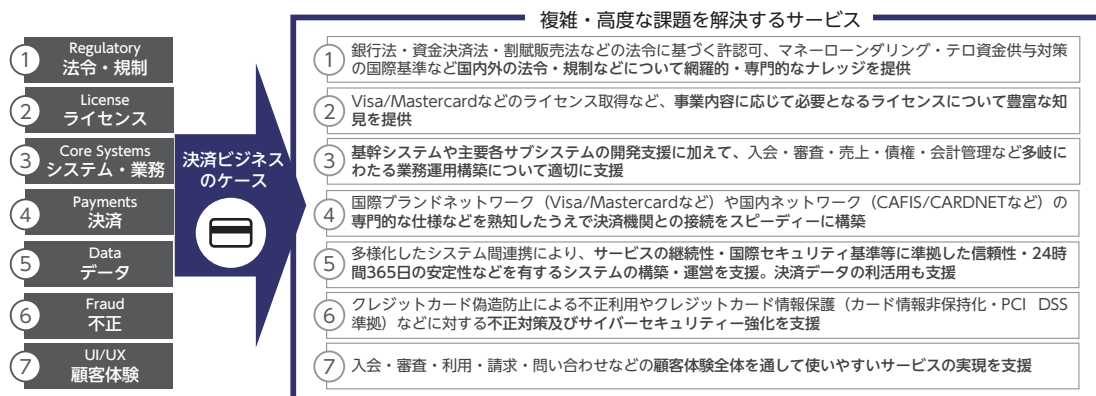 複雑・高度な課題を解決するサービス
1
Regulatory
法令・規制
2
License
ライセンス
3
Core Systems
システム・業務
4
Payments
決済
5
Data
データ
6
Fraud
不正
7
UI/UX
顧客体験
決済ビジネス
のケース
1
銀行法・資金決済法・割賦販売法などの法令に基づく許認可、マネーローンダリング・テロ資金供与対策
の国際基準など国内外の法令・規制などについて網羅的・専門的なナレッジを提供
2
Visa/Mastercardなどのライセンス取得など、事業内容に応じて必要となるライセンスについて豊富な知
見を提供
3
基幹システムや主要各サブシステムの開発支援に加えて、入会・審査・売上・債権・会計管理など多岐に
わたる業務運用構築について適切に支援
4
国際ブランドネットワーク（Visa/Mastercardなど）や国内ネットワーク（CAFIS/CARDNETなど）の
専門的な仕様などを熟知したうえで決済機関との接続をスピーディーに構築
5
多様化したシステム間連携により、サービスの継続性・国際セキュリティ基準等に準拠した信頼性・24時
間365日の安定性などを有するシステムの構築・運営を支援。決済データの利活用も支援
6
クレジットカード偽造防止による不正利用やクレジットカード情報保護（カード情報非保持化・PCI DSS
準拠）などに対する不正対策及びサイバーセキュリティー強化を支援
7
入会・審査・利用・請求・問い合わせなどの顧客体験全体を通して使いやすいサービスの実現を支援